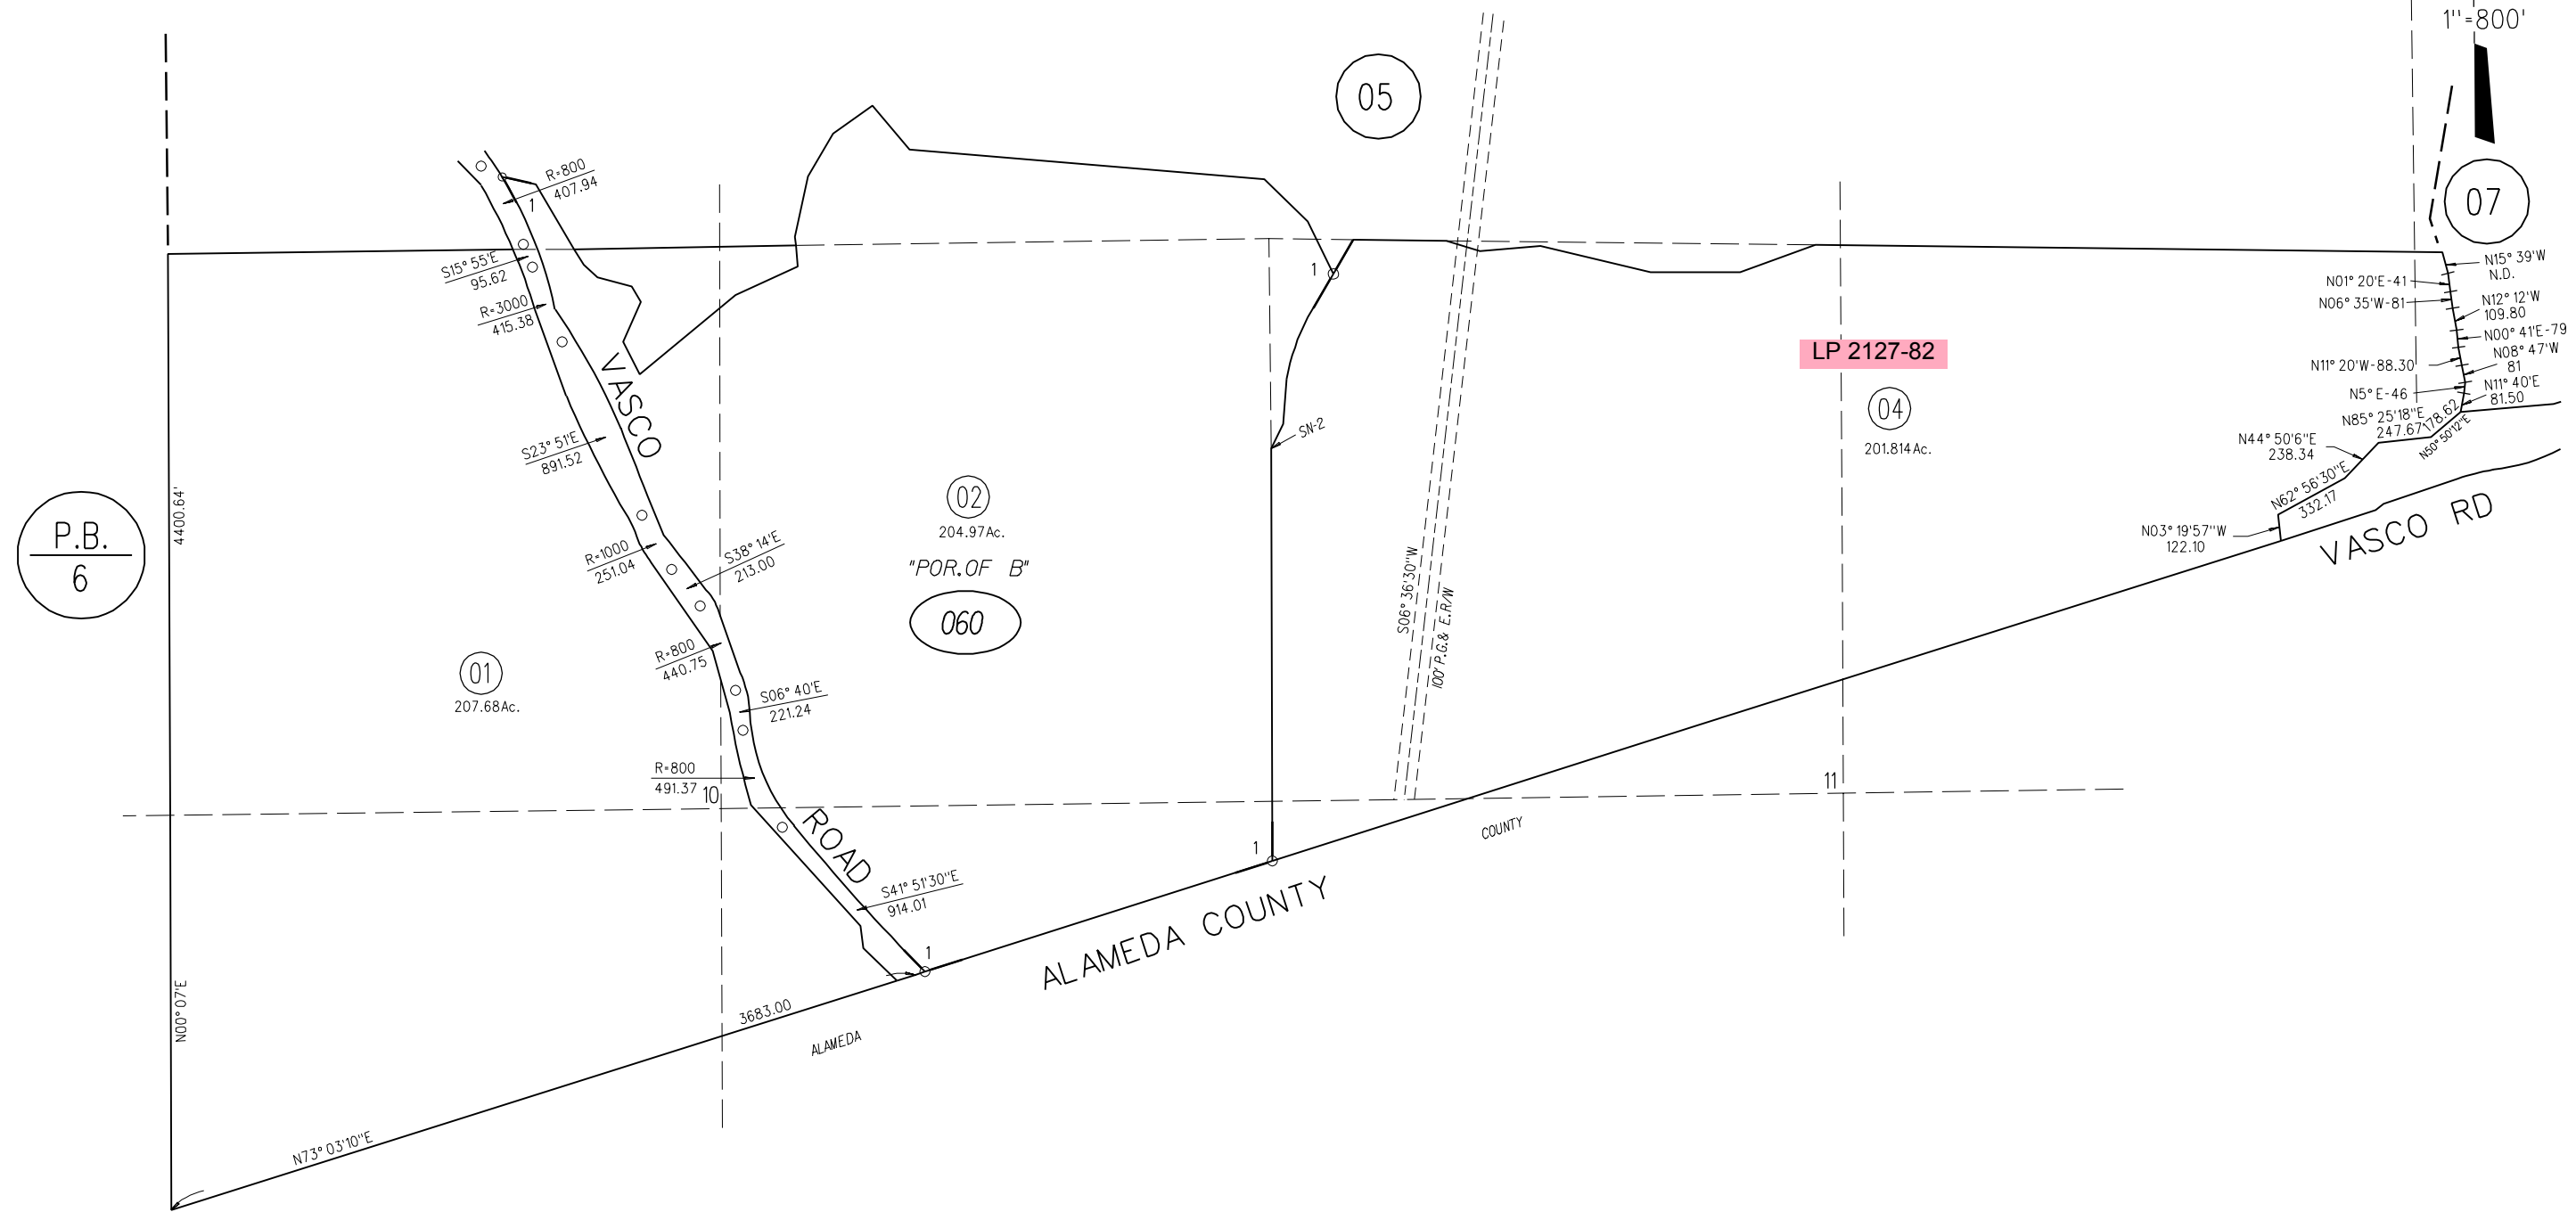 1"=800'
05
07
R=800
407.94
1
S15° 55'E
95.62
R=3000
415.38
VASCO
S23° 51'E
891.52
P.B.
6
4400.64'
N00° 07'E
R=1000
251.04
S38° 14'E
213.00
R=800
440.75
S06° 40'E
221.24
R=800
491.37
10
ROAD
S41° 51'30"E
914.01
1
01
207.68Ac.
02
204.97Ac.
"POR.OF B"
060
1
SN-2
1
S06° 36'30"W
100' P.G.& E.R/W
LP 2127-82
04
201.814Ac.
11
N15° 39'W
N.D.
N01° 20'E-41
N06° 35'W-81
N12° 12'W
109.80
N00° 41'E-79
N08° 47'W
81
N11° 20'W-88.30
N11° 40'E
81.50
N5° E-46
N85° 25'18"E
247.67
178.62
N50° 50'12"E
N44° 50'6"E
238.34
N62° 56'30"E
332.17
N03° 19'57"W
122.10
VASCO RD
COUNTY
ALAMEDA COUNTY
3683.00
ALAMEDA
N73° 03'10"E